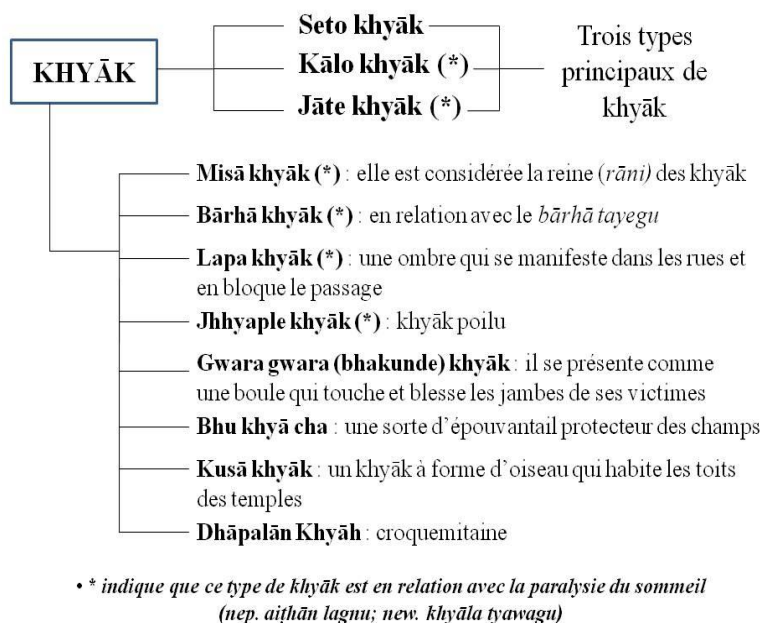 KHYĀK
Seto khyāk
Kālo khyāk (*)
Jāte khyāk (*)
Trois types
principaux de
khyāk
Misā khyāk (*) : elle est considérée la reine (rāni) des khyāk
Bārhā khyāk (*) : en relation avec le bārhā tayegu
Lapa khyāk (*) : une ombre qui se manifeste dans les rues et
en bloque le passage
Jhhyaple khyāk (*) : khyāk poilu
Gwara gwara (bhakunde) khyāk : il se présente comme
une boule qui touche et blesse les jambes de ses victimes
Bhu khyā cha : une sorte d’épouvantail protecteur des champs
Kusā khyāk : un khyāk à forme d’oiseau qui habite les toits
des temples
Dhāpalān Khyāh : croquemitaine
• * indique que ce type de khyāk est en relation avec la paralysie du sommeil
(nep. aiṭhān lagnu; new. khyāla tyawagu)